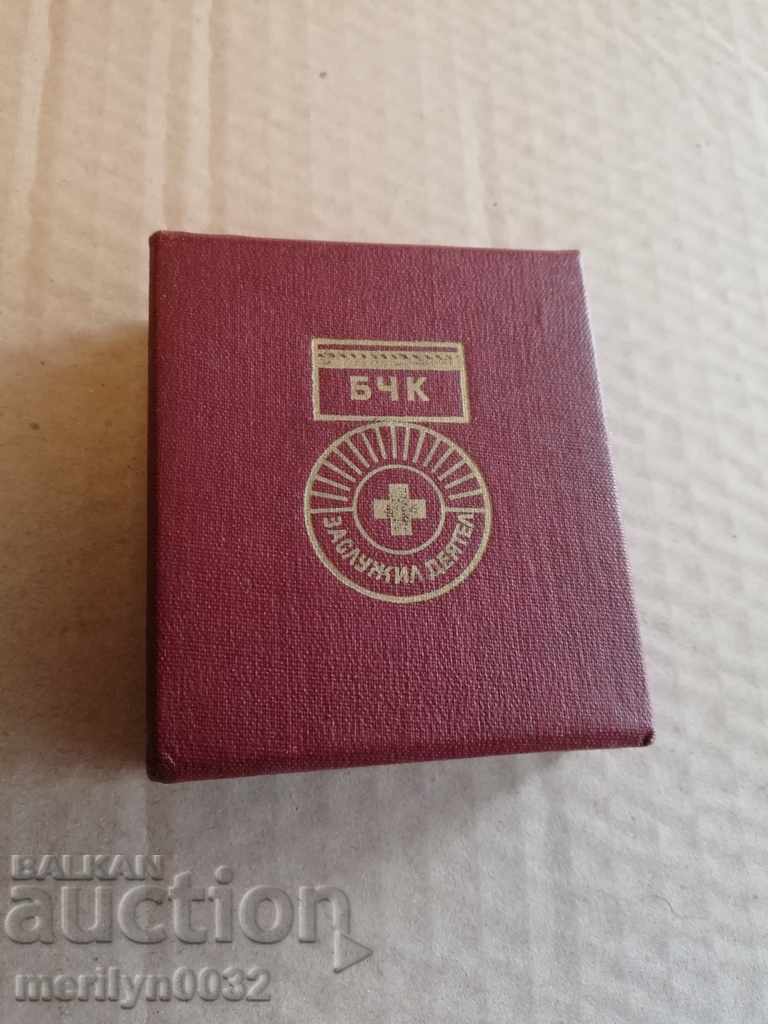 БЧК
ЗАСЛУЖИЛ ДЕЯТЕЛ
BALKAN
auction
merilyn0032